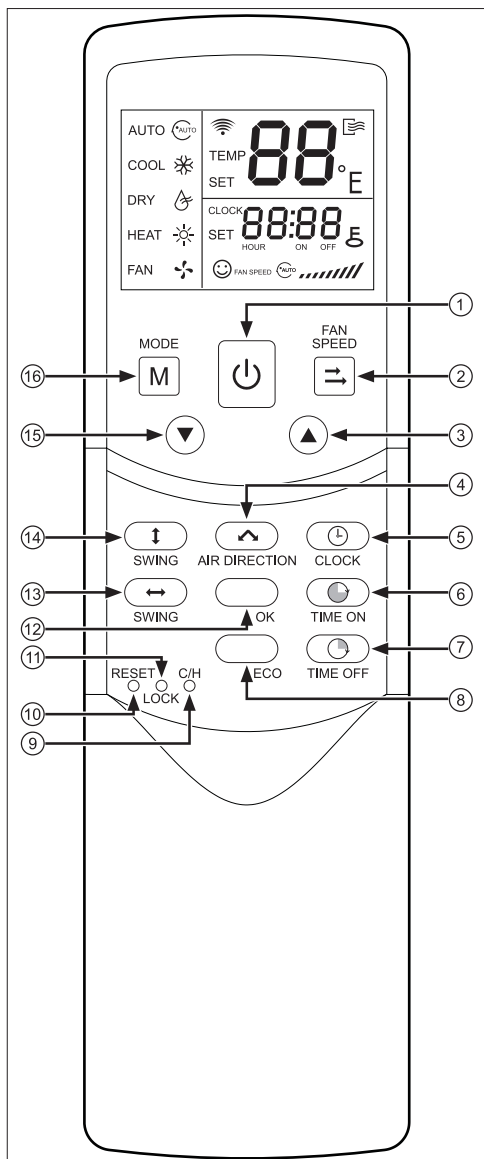 AUTO AUTO
COOL
DRY
HEAT
FAN
TEMP
SET
88°E
CLOCK
SET
88:88
HOUR ON OFF
FAN SPEED AUTO
MODE
M
FAN
SPEED
1
2
16
15
3
4
14
SWING
AIR DIRECTION
CLOCK
5
13
SWING
OK
TIME ON
6
12
11
ECO
TIME OFF
7
RESET
LOCK
C/H
8
10
9